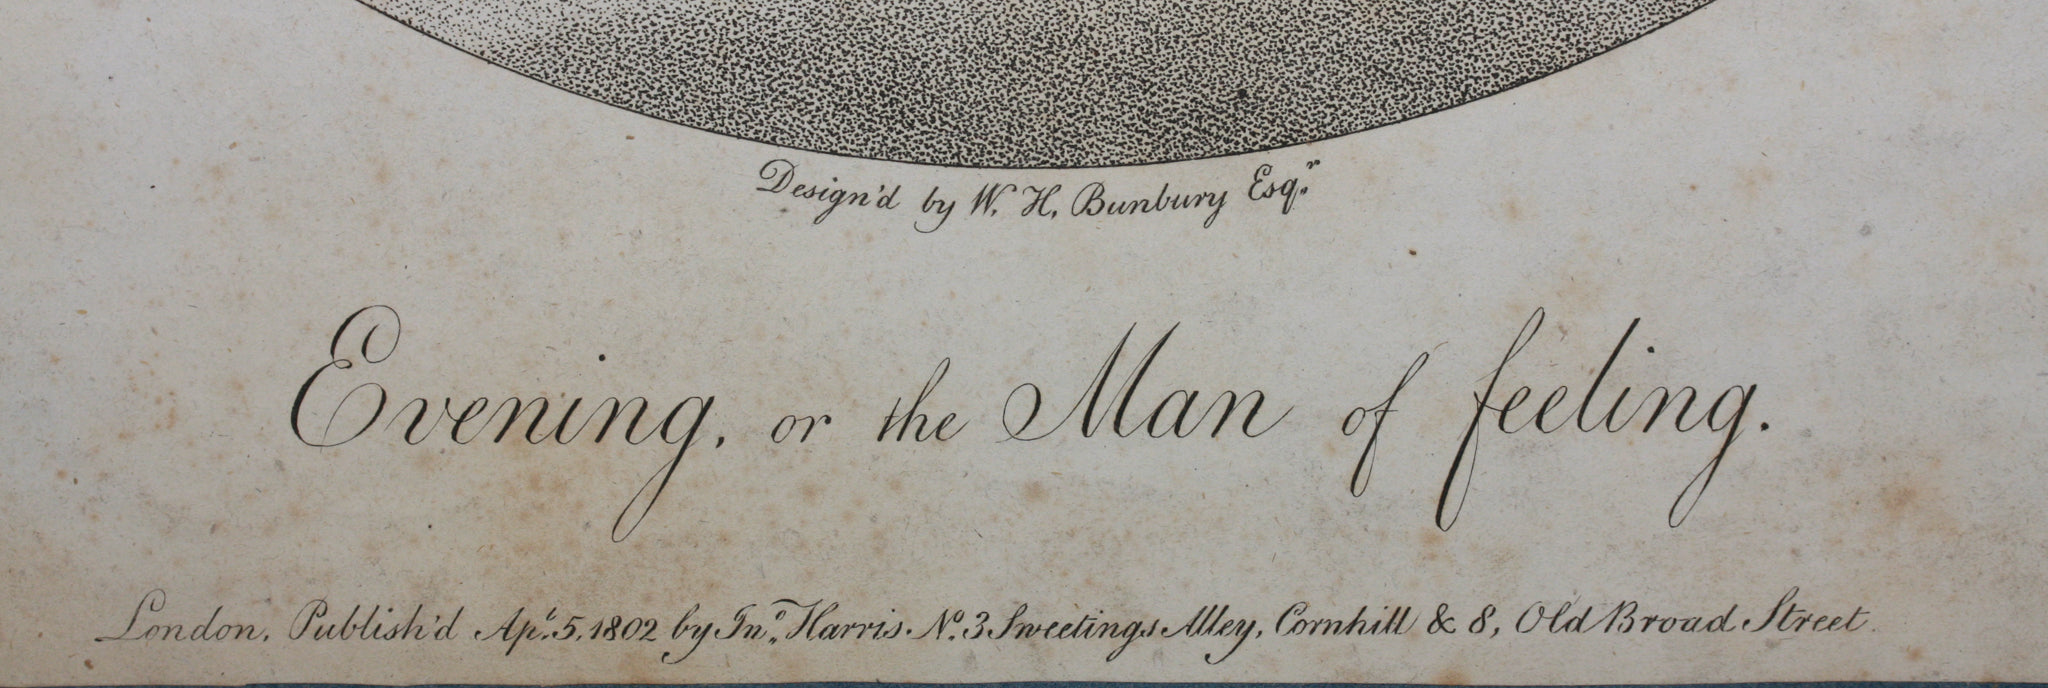 Design'd by W. H. Bunbury Esqr.
Evening, or the Man of feeling.
London, Publish'd Apl. 5, 1802 by Jno. Harris. No. 3 Sweetings Alley, Cornhill & 8, Old Broad Street.